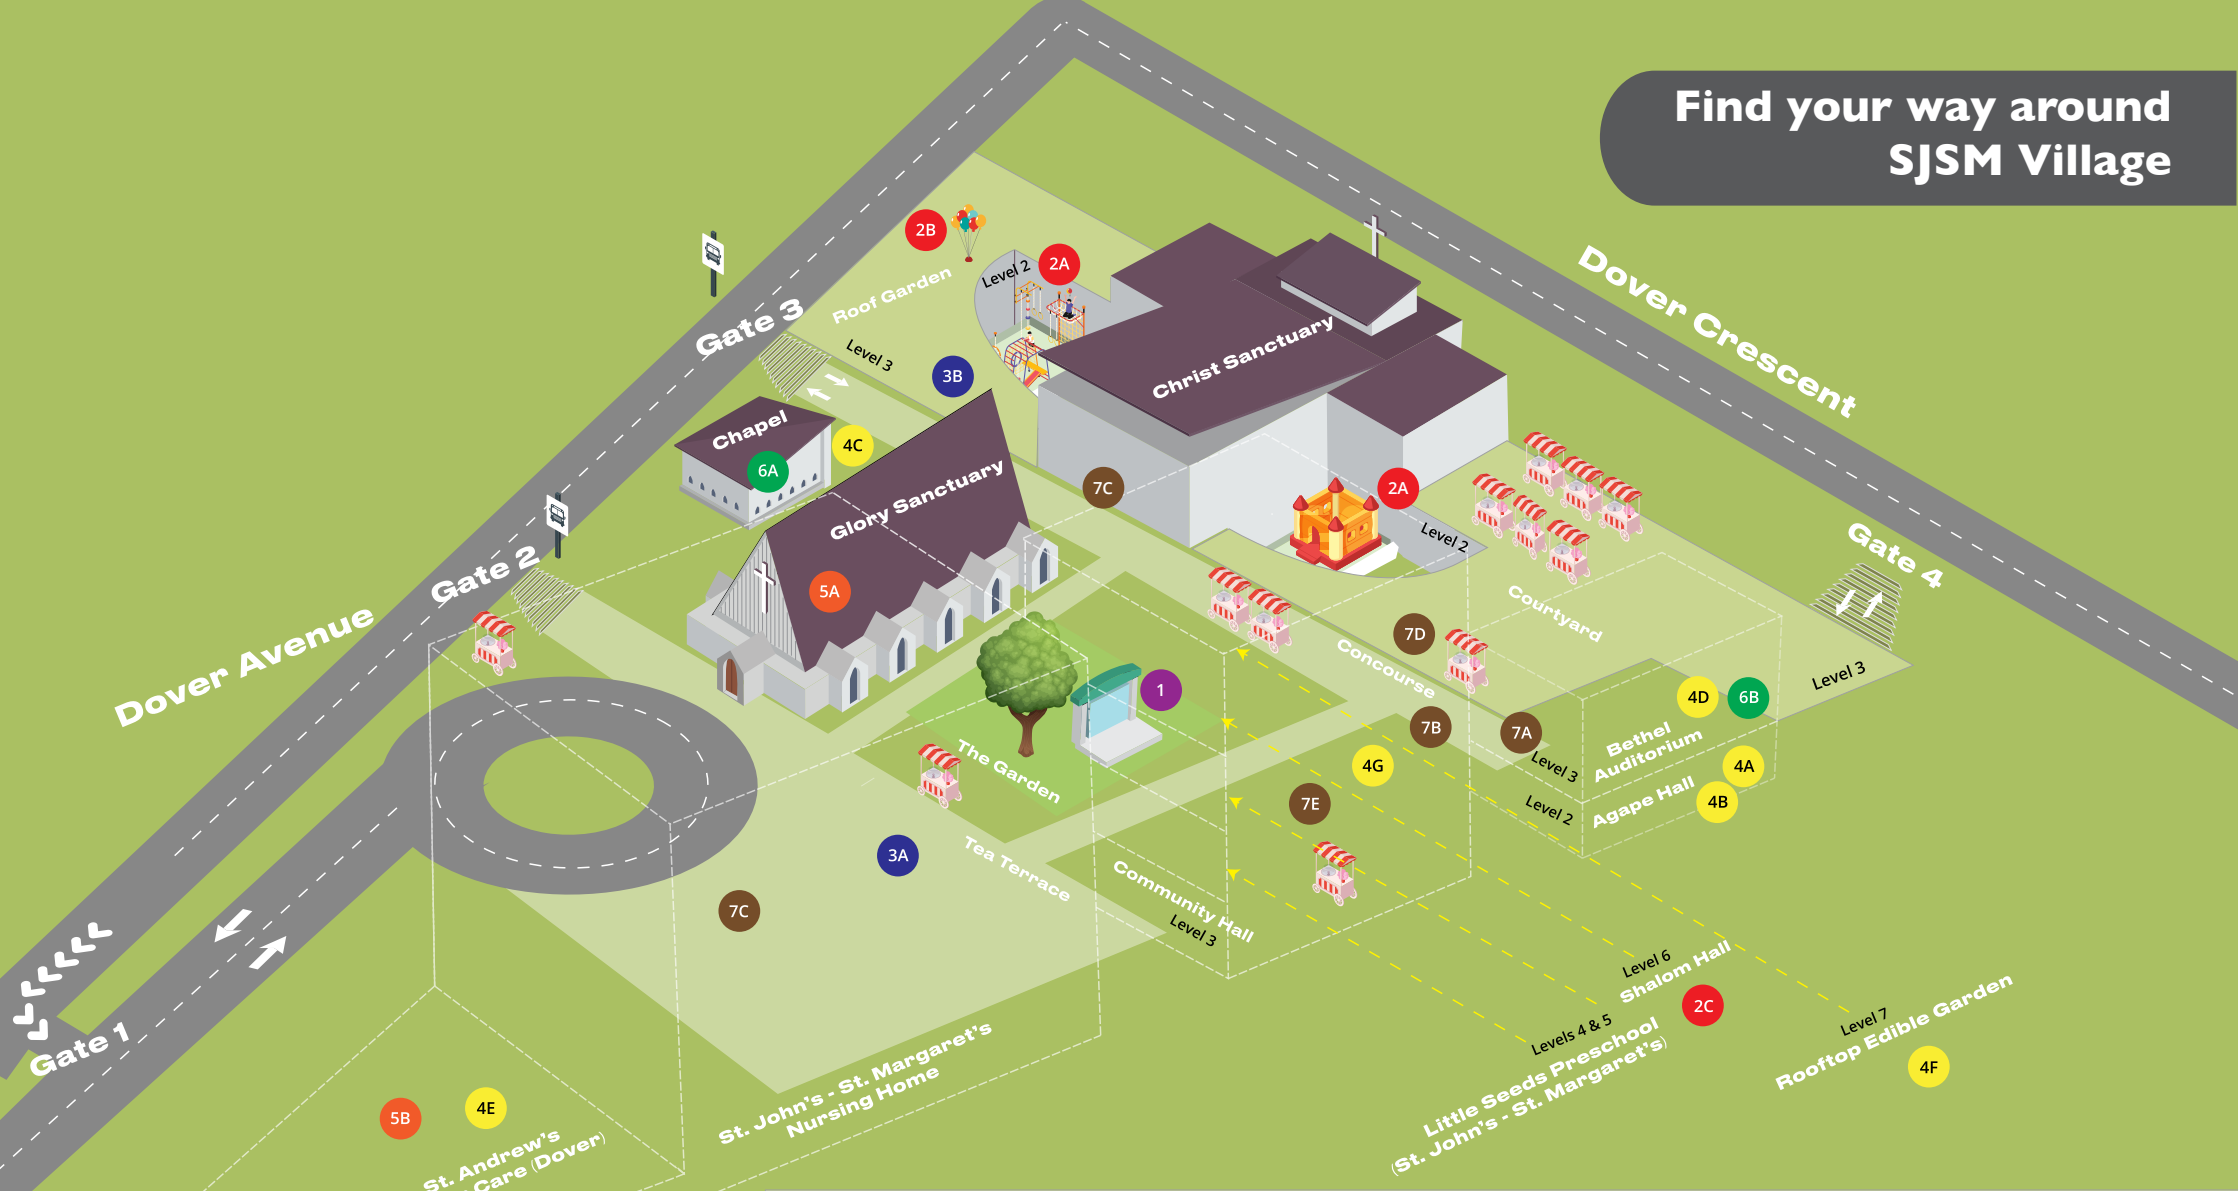 Find your way around
SJSM Village
Dover Crescent
Gate 3
2B
Roof Garden
Level 3
Level 2
2A
3B
Christ Sanctuary
Chapel
6A
4C
Glory Sanctuary
5A
7C
2A
Level 2
Gate 4
Gate 2
Dover Avenue
Courtyard
Level 3
7D
Concourse
1
4D
6B
Bethel
Auditorium
7B
7A
Level 3
4G
4A
Agape Hall
4B
Level 2
7E
The Garden
3A
Tea Terrace
Community Hall
Level 3
7C
Gate 1
Level 6
Shalom Hall
2C
Levels 4 & 5
Little Seeds Preschool
(St. John's - St. Margaret's)
Level 7
Rooftop Edible Garden
4F
St. John's - St. Margaret's
Nursing Home
5B
4E
St. Andrew's
Care (Dover)